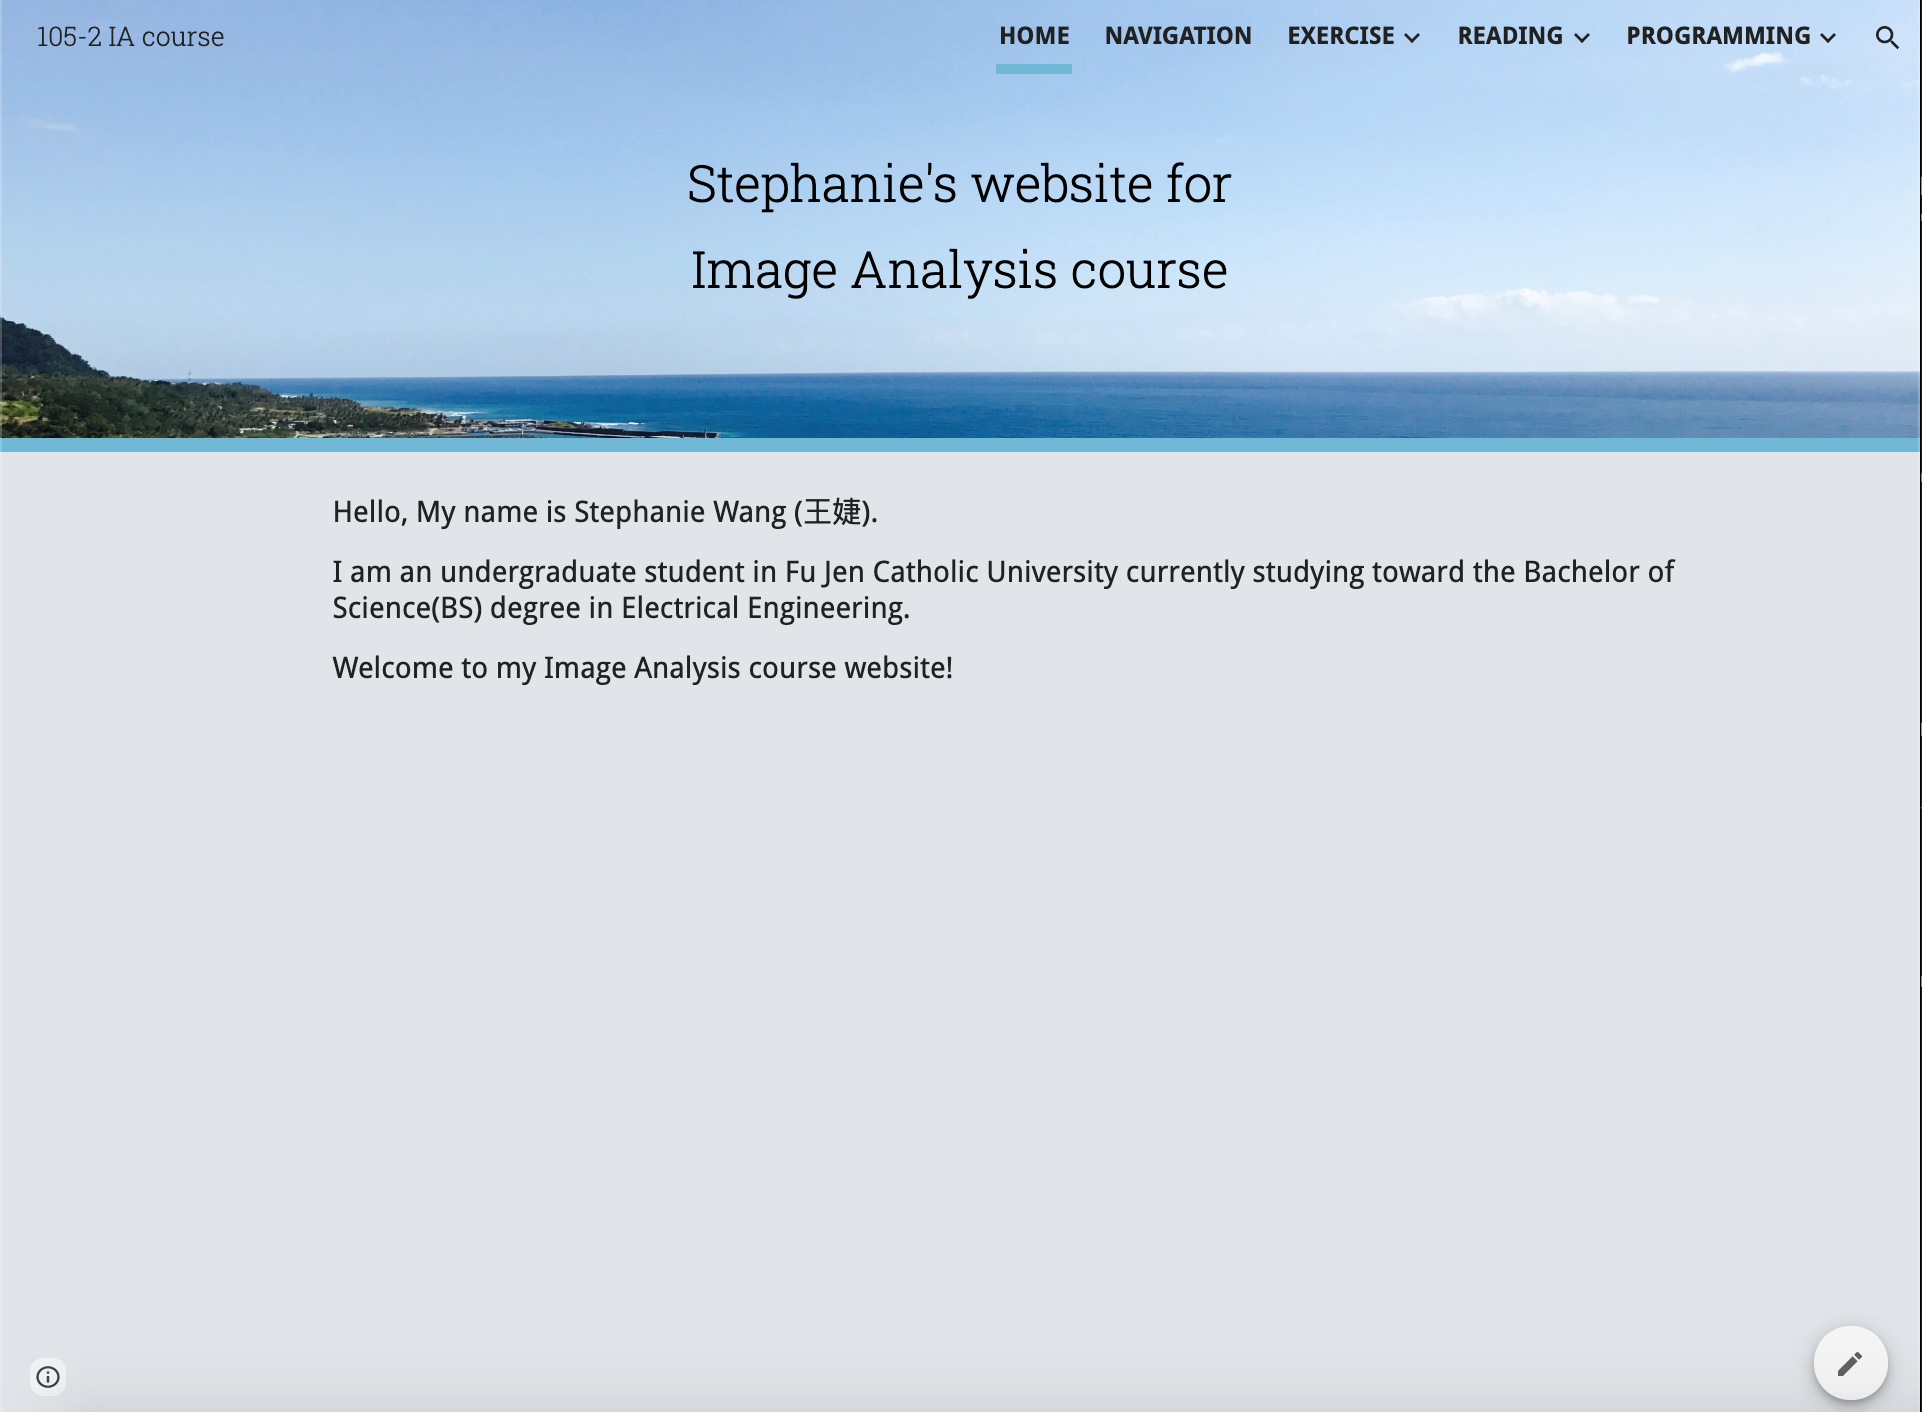 105-2 IA course
HOME NAVIGATION EXERCISE READING PROGRAMMING
Stephanie's website for
Image Analysis course
Hello, My name is Stephanie Wang (王婕).
I am an undergraduate student in Fu Jen Catholic University currently studying toward the Bachelor of
Science(BS) degree in Electrical Engineering.
Welcome to my Image Analysis course website!